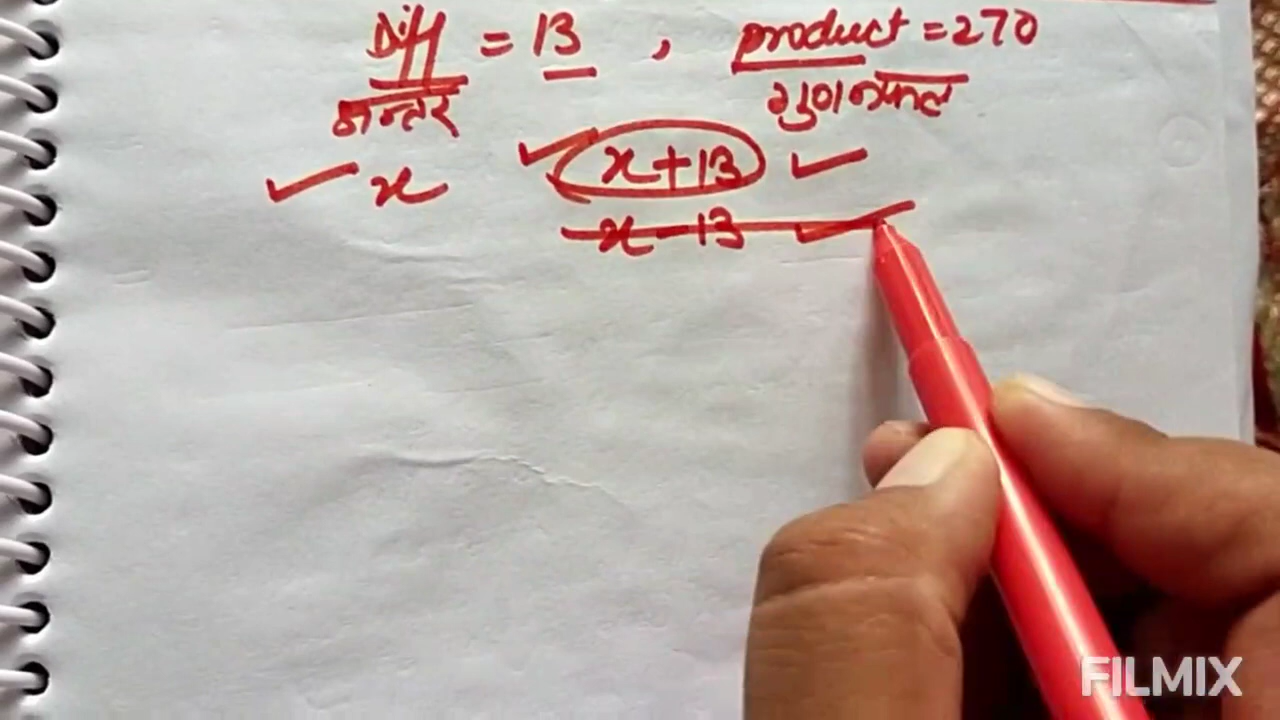 Diff = 13 , product = 270
अन्तर गुणनफल
x x+13
x-13
FILMIX